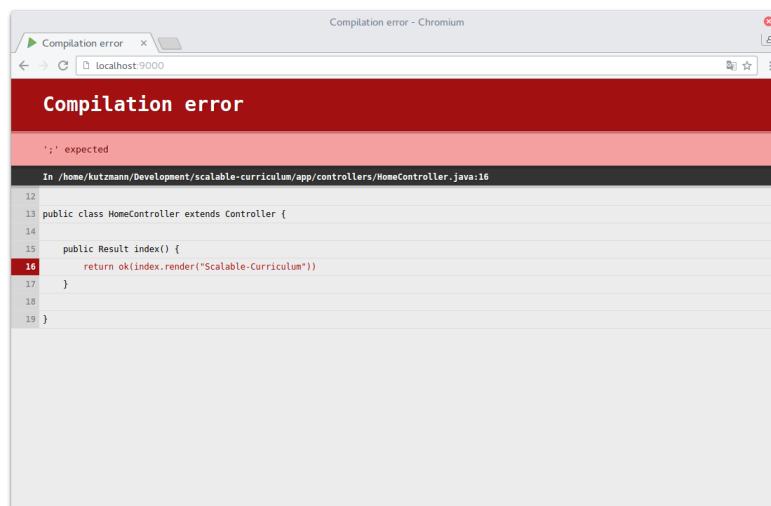 Compilation error - Chromium
Compilation error
localhost:9000
Compilation error
';' expected
In /home/kutzmann/Development/scalable-curriculum/app/controllers/HomeController.java:16
12
13 public class HomeController extends Controller {
14
15     public Result index() {
16         return ok(index.render("Scalable-Curriculum"))
17     }
18
19 }